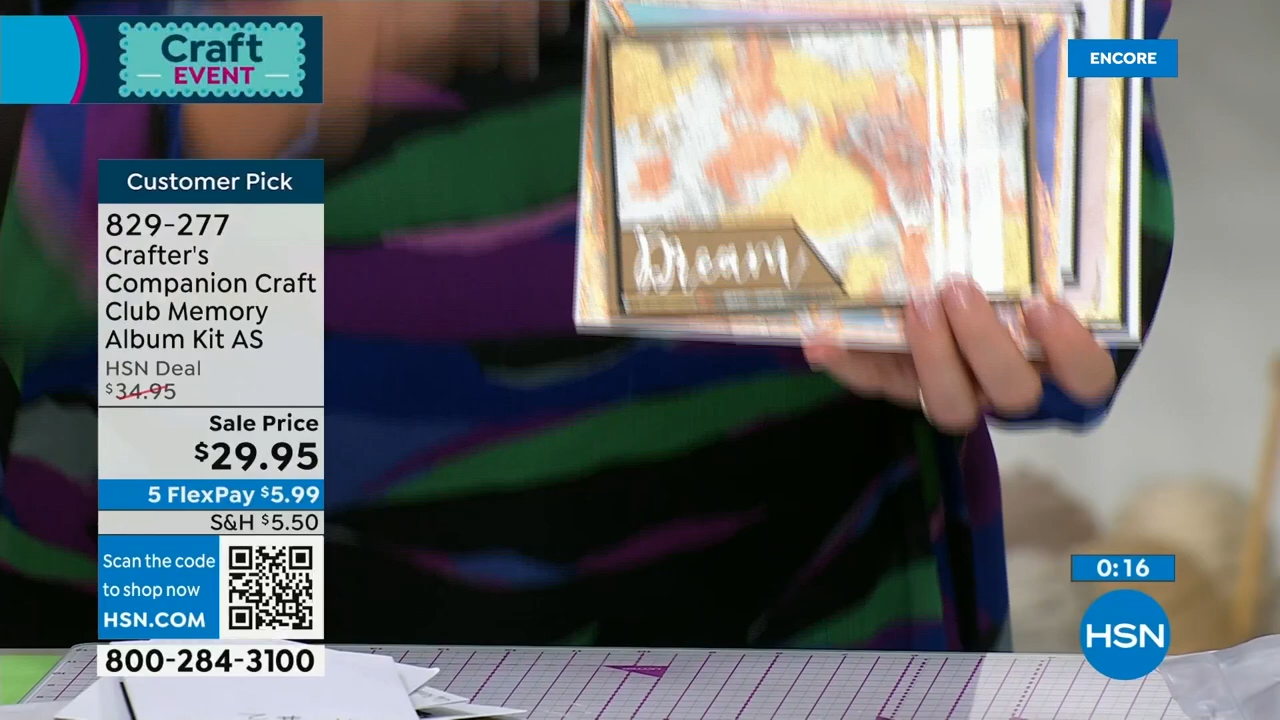 Craft
EVENT
ENCORE
Customer Pick
829-277
Crafter's
Companion Craft
Club Memory
Album Kit AS
HSN Deal
$34.95
Sale Price
$29.95
5 FlexPay $5.99
S&H $5.50
Scan the code
to shop now
HSN.COM
800-284-3100
Dream
0:16
HSN